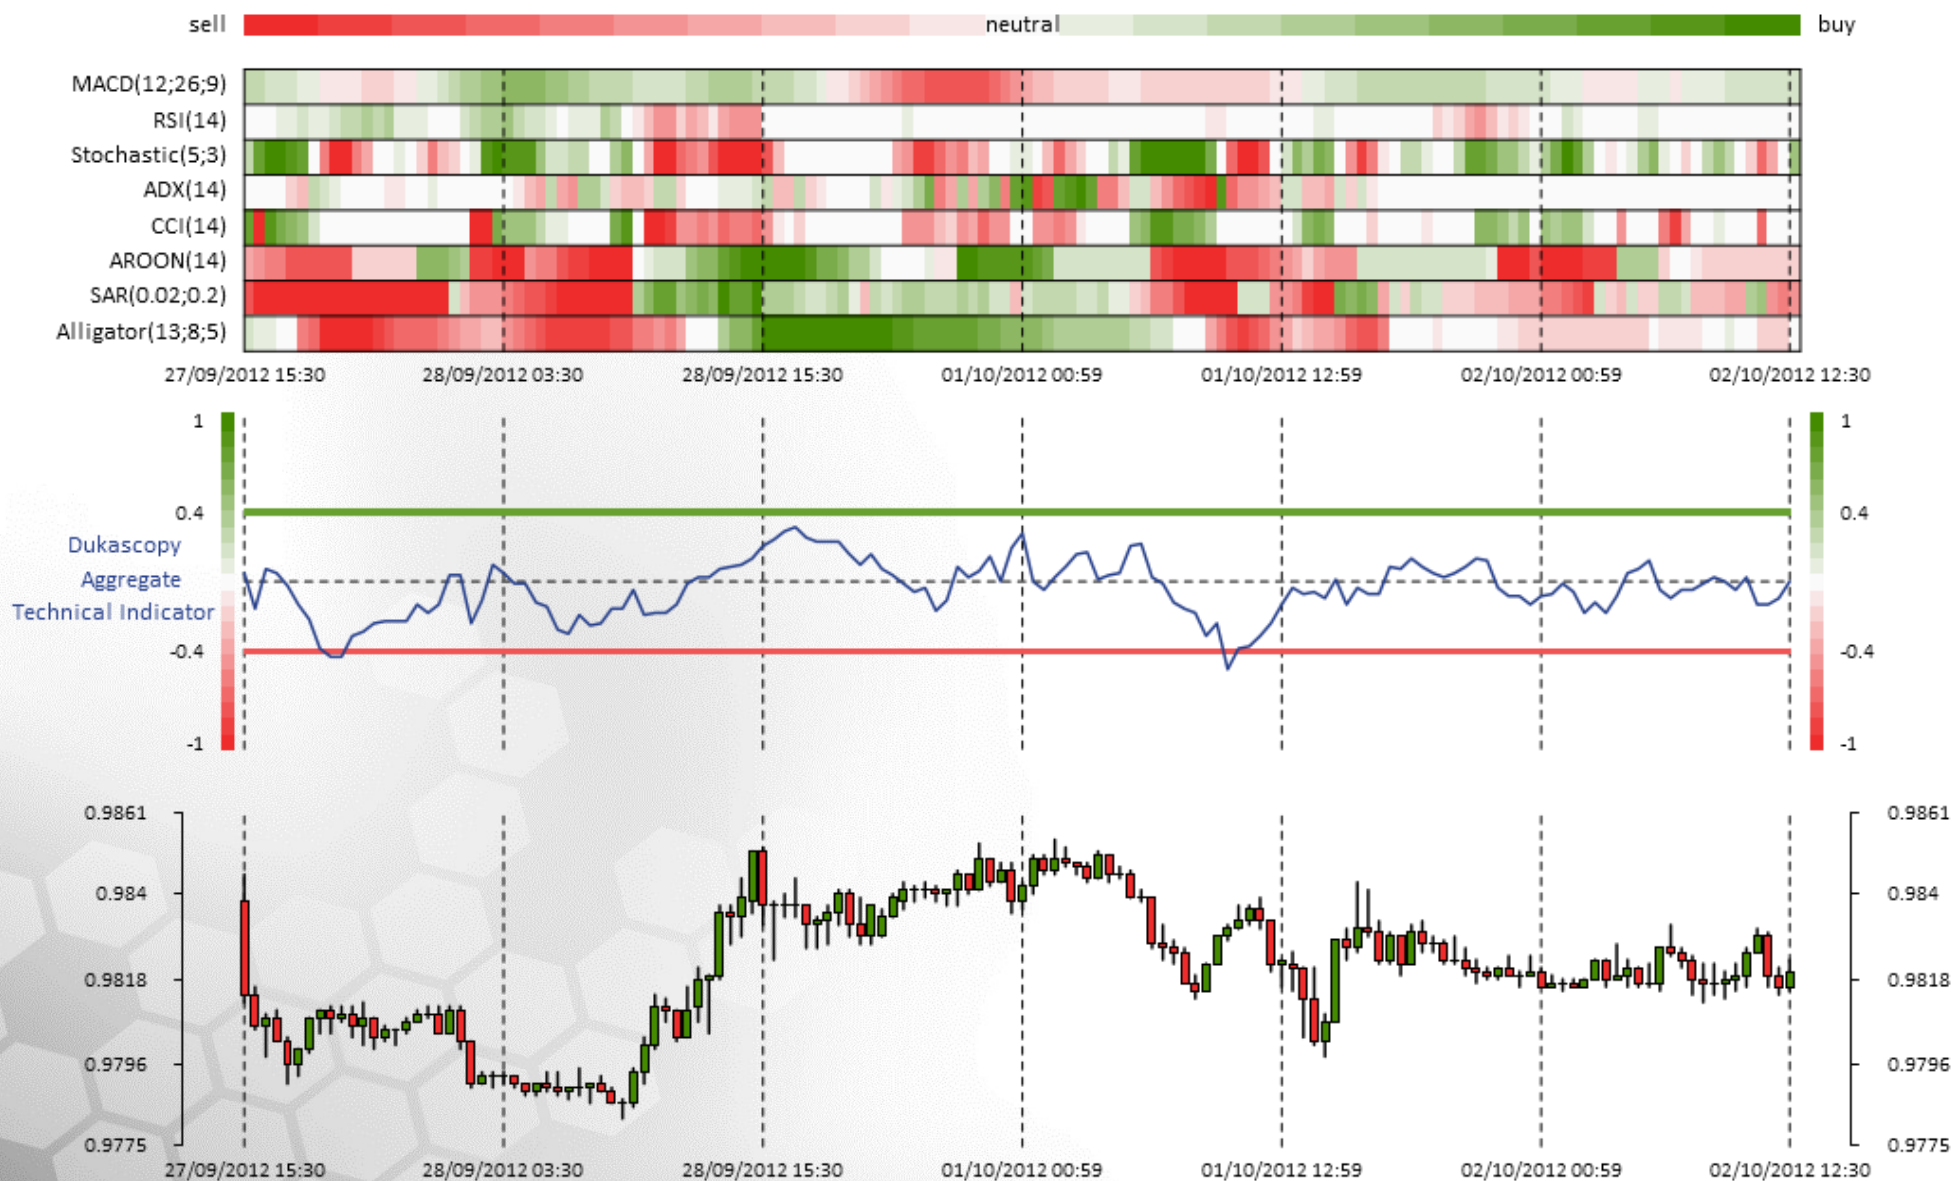 sell neutral buy
MACD(12;26;9)
RSI(14)
Stochastic(5;3)
ADX(14)
CCI(14)
AROON(14)
SAR(0.02;0.2)
Alligator(13;8;5)
27/09/2012 15:30 28/09/2012 03:30 28/09/2012 15:30 01/10/2012 00:59 01/10/2012 12:59 02/10/2012 00:59 02/10/2012 12:30
1 1
0.4 0.4
Dukascopy
Aggregate
Technical Indicator
-0.4 -0.4
-1 -1
0.9861 0.9861
0.984 0.984
0.9818 0.9818
0.9796 0.9796
0.9775 0.9775
27/09/2012 15:30 28/09/2012 03:30 28/09/2012 15:30 01/10/2012 00:59 01/10/2012 12:59 02/10/2012 00:59 02/10/2012 12:30